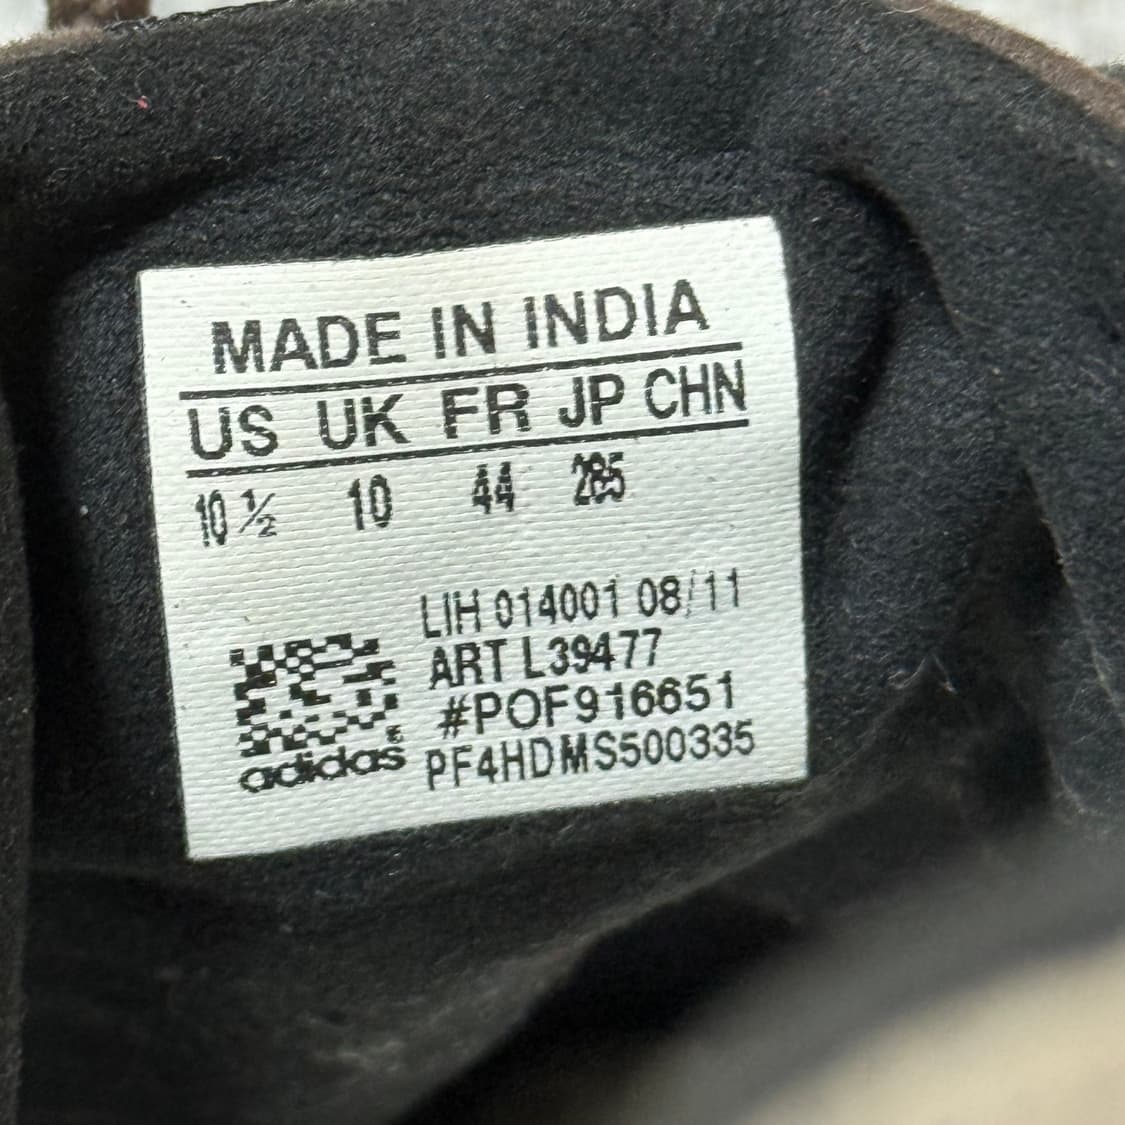 MADE IN INDIA
US UK FR JP CHN
10 ½ 10 44 285
LIH 014001 08/11
ART L39477
#POF916651
adidas® PF4HDMS500335